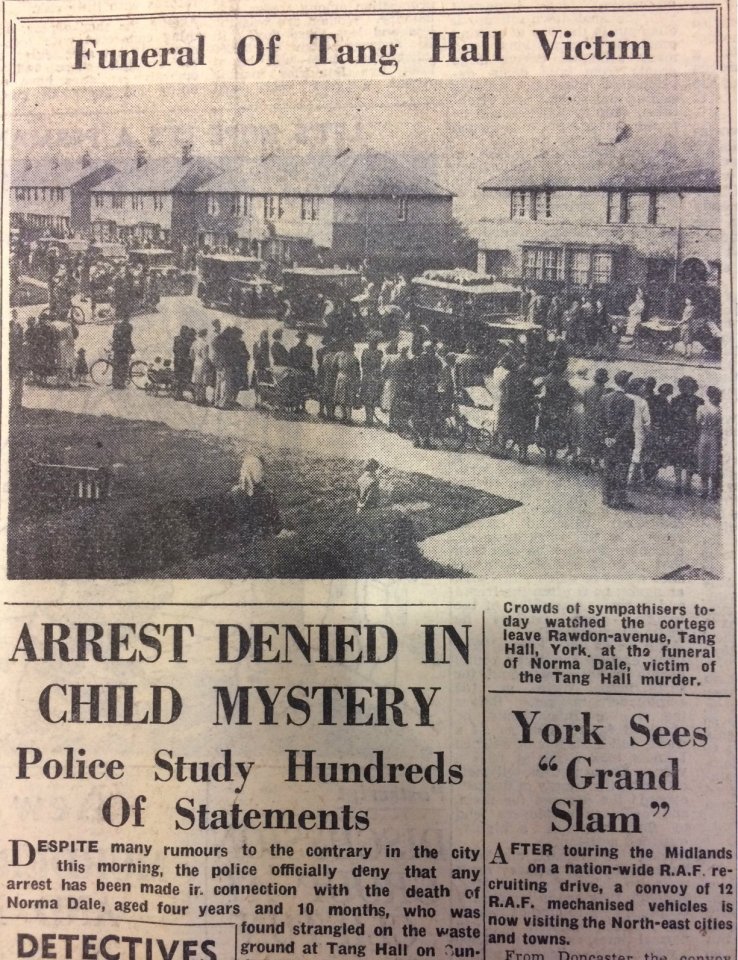 Funeral Of Tang Hall Victim
Crowds of sympathisers to-
day watched the cortege
leave Rawdon-avenue, Tang
Hall, York, at the funeral
of Norma Dale, victim of
the Tang Hall murder.
ARREST DENIED IN
CHILD MYSTERY
Police Study Hundreds
Of Statements
DESPITE many rumours to the contrary in the city
this morning, the police officially deny that any
arrest has been made in connection with the death of
Norma Dale, aged four years and 10 months, who was
found strangled on the waste
ground at Tang Hall on Sun-
DETECTIVES
York Sees
"Grand
Slam"
AFTER touring the Midlands
on a nation-wide R.A.F. re-
cruiting drive, a convoy of 12
R.A.F. mechanised vehicles is
now visiting the North-east cities
and towns.
From Doncaster the convoy